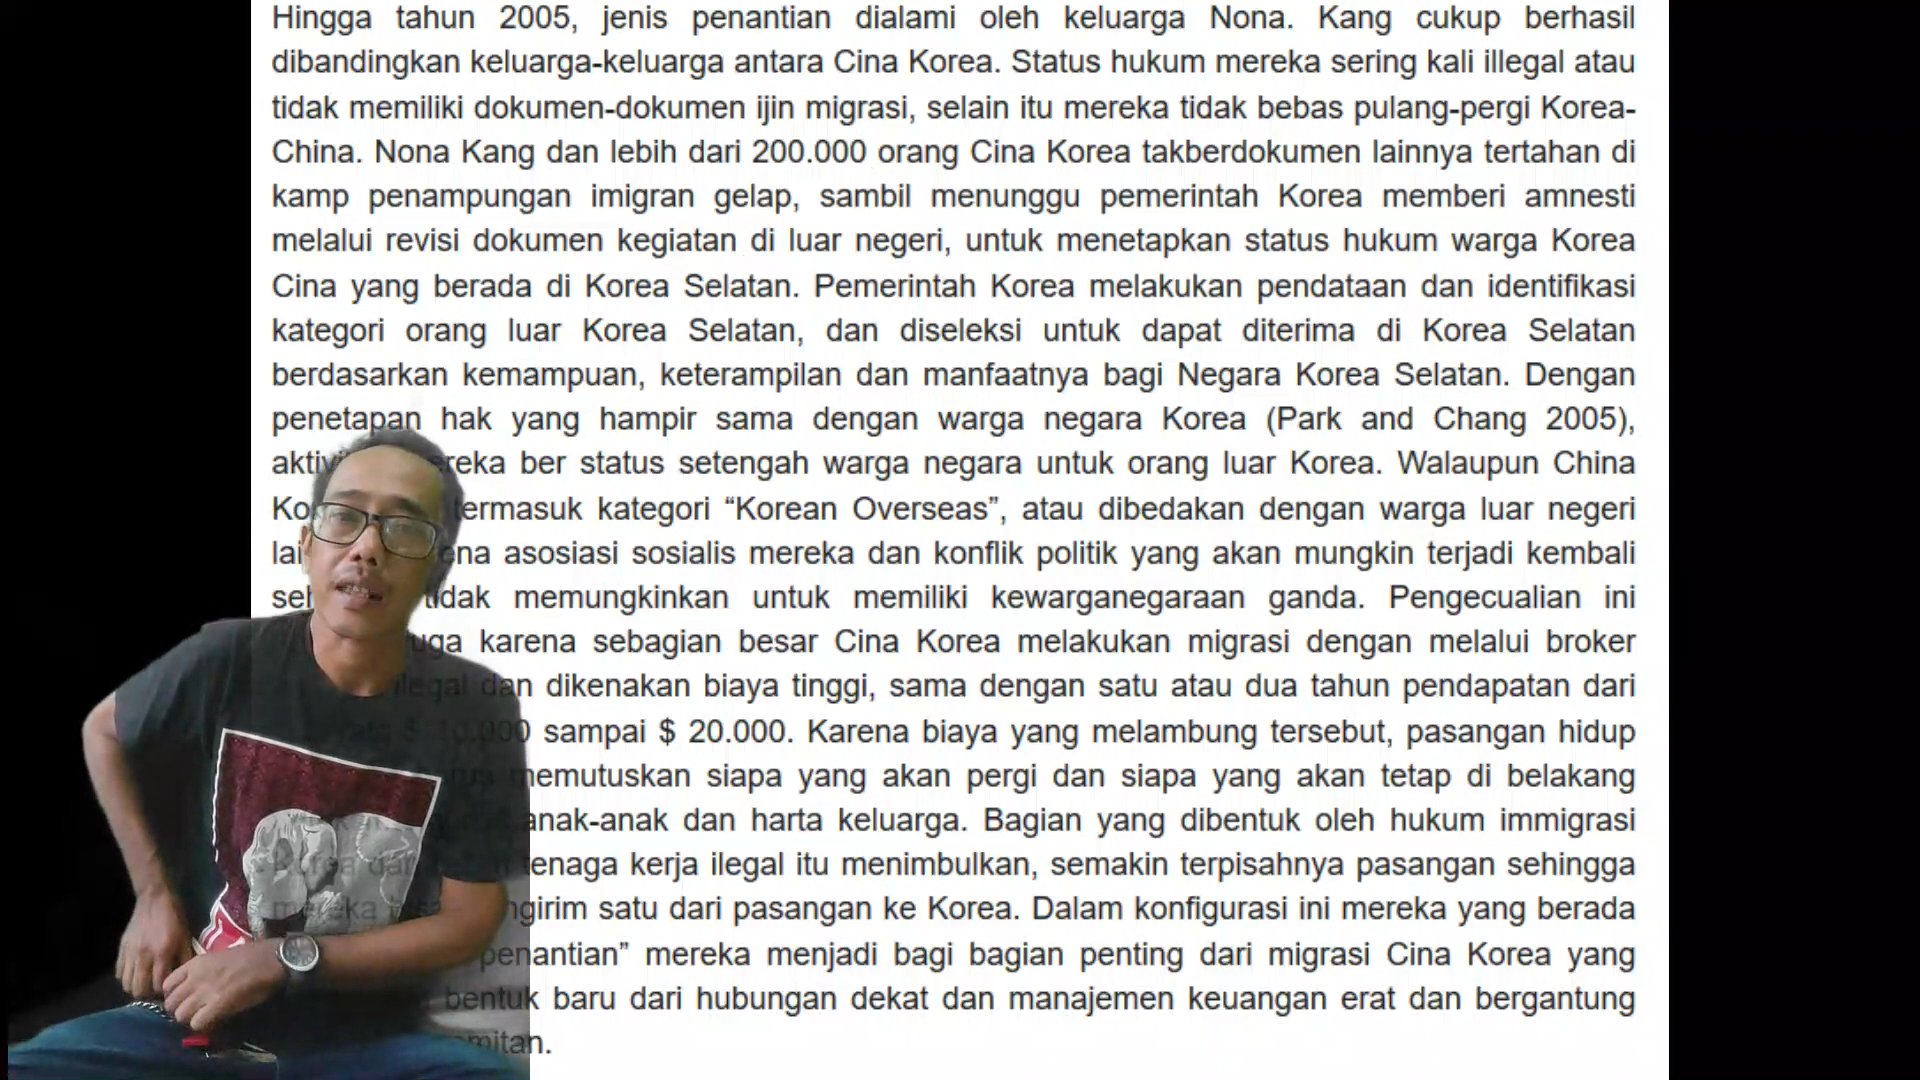 Hingga tahun 2005, jenis penantian dialami oleh keluarga Nona. Kang cukup berhasil
dibandingkan keluarga-keluarga antara Cina Korea. Status hukum mereka sering kali illegal atau
tidak memiliki dokumen-dokumen ijin migrasi, selain itu mereka tidak bebas pulang-pergi Korea-
China. Nona Kang dan lebih dari 200.000 orang Cina Korea takberdokumen lainnya tertahan di
kamp penampungan imigran gelap, sambil menunggu pemerintah Korea memberi amnesti
melalui revisi dokumen kegiatan di luar negeri, untuk menetapkan status hukum warga Korea
Cina yang berada di Korea Selatan. Pemerintah Korea melakukan pendataan dan identifikasi
kategori orang luar Korea Selatan, dan diseleksi untuk dapat diterima di Korea Selatan
berdasarkan kemampuan, keterampilan dan manfaatnya bagi Negara Korea Selatan. Dengan
penetapan hak yang hampir sama dengan warga negara Korea (Park and Chang 2005),
ber status setengah warga negara untuk orang luar Korea. Walaupun China
termasuk kategori “Korean Overseas”, atau dibedakan dengan warga luar negeri
asosiasi sosialis mereka dan konflik politik yang akan mungkin terjadi kembali
tidak memungkinkan untuk memiliki kewarganegaraan ganda. Pengecualian ini
karena sebagian besar Cina Korea melakukan migrasi dengan melalui broker
dan dikenakan biaya tinggi, sama dengan satu atau dua tahun pendapatan dari
$ 10.000 sampai $ 20.000. Karena biaya yang melambung tersebut, pasangan hidup
memutuskan siapa yang akan pergi dan siapa yang akan tetap di belakang
anak-anak dan harta keluarga. Bagian yang dibentuk oleh hukum immigrasi
tenaga kerja ilegal itu menimbulkan, semakin terpisahnya pasangan sehingga
mereka satu dari pasangan ke Korea. Dalam konfigurasi ini mereka yang berada
penantian” mereka menjadi bagi bagian penting dari migrasi Cina Korea yang
bentuk baru dari hubungan dekat dan manajemen keuangan erat dan bergantung